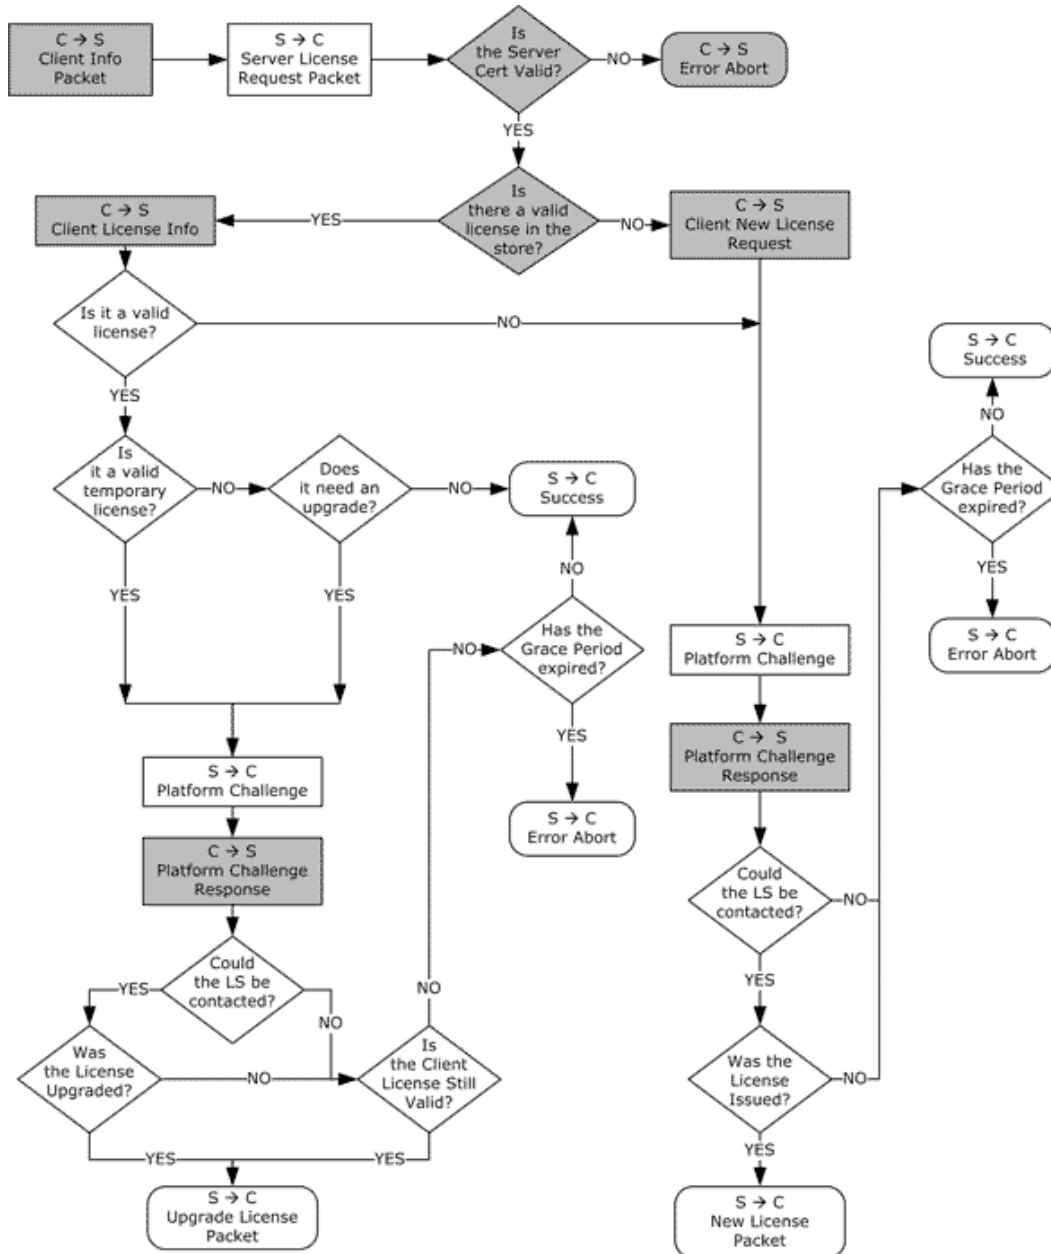 C → S
Client Info
Packet
S → C
Server License
Request Packet
Is
the Server
Cert Valid?
NO
C → S
Error Abort
YES
Is
there a valid
license in the
store?
YES
C → S
Client License Info
NO
C → S
Client New License
Request
Is it a valid
license?
NO
YES
Is
it a valid
temporary
license?
NO
Does
it need an
upgrade?
NO
S → C
Success
YES
YES
NO
Has the
Grace Period
expired?
NO
YES
S → C
Error Abort
S → C
Platform Challenge
C → S
Platform Challenge
Response
Could
the LS be
contacted?
YES
NO
Was
the License
Upgraded?
NO
Is
the Client
License Still
Valid?
NO
YES
YES
S → C
Upgrade License
Packet
S → C
Platform Challenge
C → S
Platform Challenge
Response
Could
the LS be
contacted?
NO
YES
Was the
License
Issued?
NO
YES
S → C
New License
Packet
S → C
Success
NO
Has the
Grace Period
expired?
YES
S → C
Error Abort